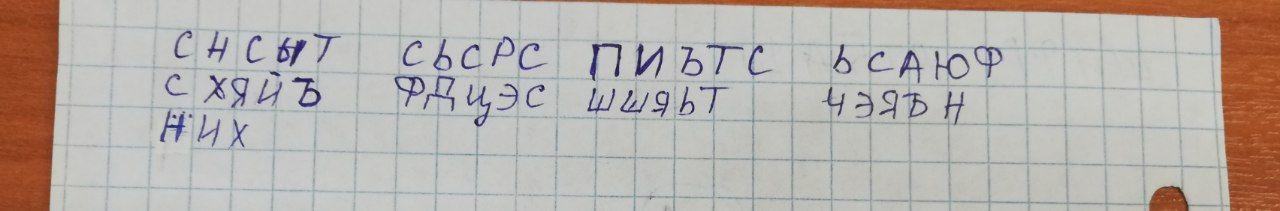 СНСЫТ СЬСРС ПИЪТС ЬСАЮФ
СХЯЙЪ ФДЦЭС ШШЯЬТ ЧЭЯЪН
НИХ